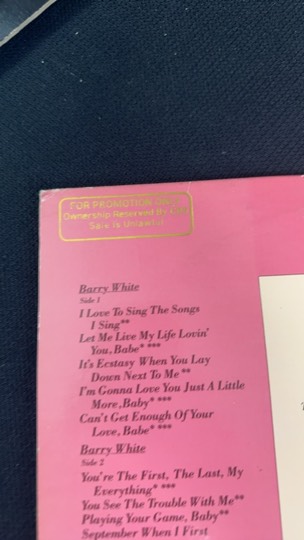 FOR PROMOTION ONLY
Ownership Reserved By CBS
Sale Is Unlawful
Barry White
Side 1
I Love To Sing The Songs
I Sing**
Let Me Live My Life Lovin'
You, Babe* ***
It's Ecstasy When You Lay
Down Next To Me **
I'm Gonna Love You Just A Little
More, Baby* ***
Can't Get Enough Of Your
Love, Babe* ***
Barry White
Side 2
You're The First, The Last, My
Everything* ***
You See The Trouble With Me**
Playing Your Game, Baby**
September When I First